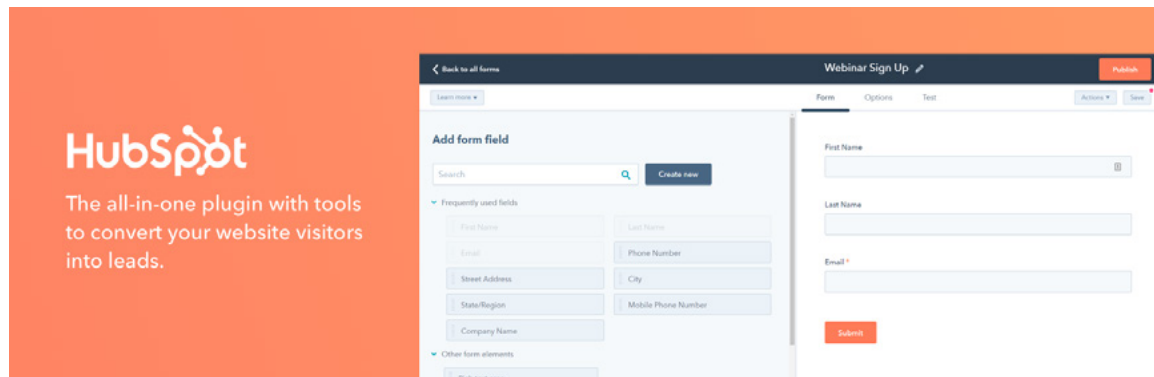 HubSpot
The all-in-one plugin with tools
to convert your website visitors
into leads.
Back to all forms
Webinar Sign Up
Publish
Learn more
Form Options Test
Actions Save
Add form field
Search
Create new
Frequently used fields
First Name Last Name
Email Phone Number
Street Address City
State/Region Mobile Phone Number
Company Name
Other form elements
First Name
Last Name
Email *
Submit